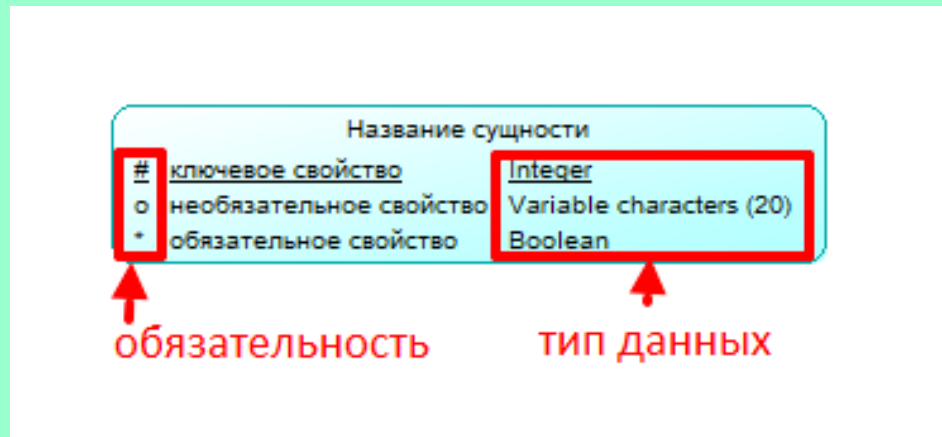 Название сущности
# ключевое свойство Integer
o необязательное свойство Variable characters (20)
* обязательное свойство Boolean
обязательность тип данных